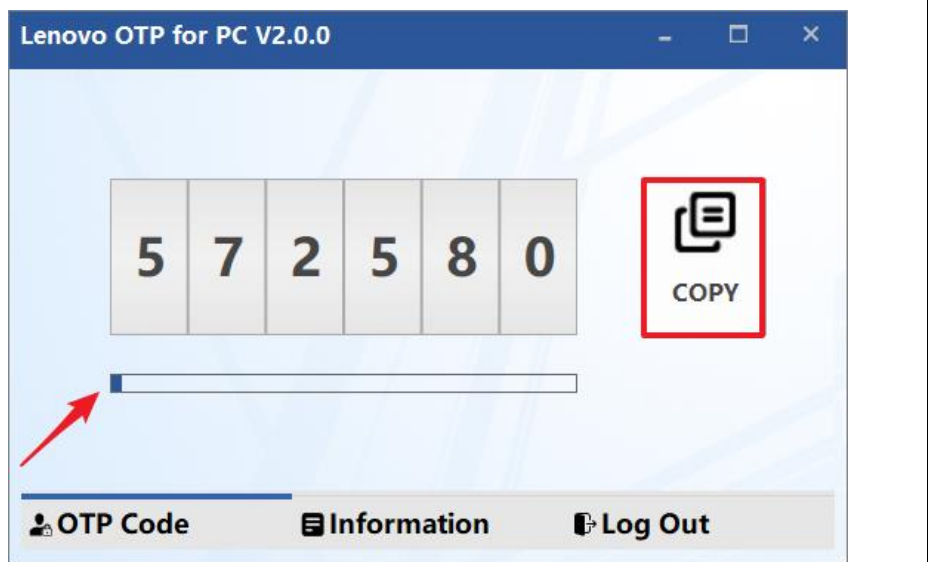 Lenovo OTP for PC V2.0.0
5 7 2 5 8 0
COPY
OTP Code Information Log Out